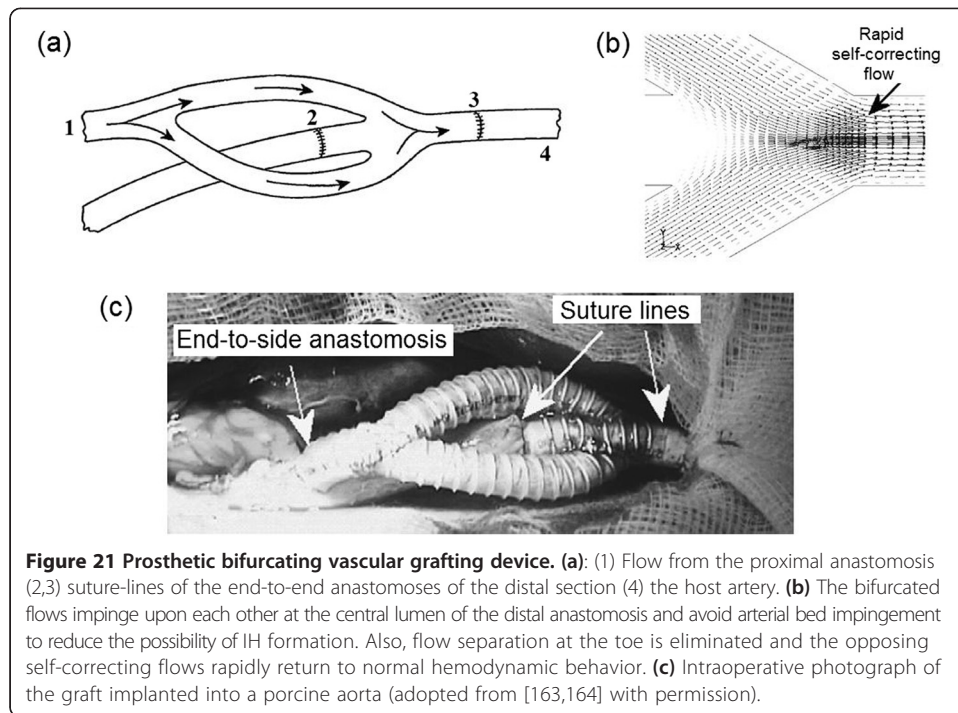 (a)
(b)
Rapid
self-correcting
flow
1
2
3
4
Y
X
(c)
End-to-side anastomosis
Suture lines
Figure 21 Prosthetic bifurcating vascular grafting device. (a): (1) Flow from the proximal anastomosis
(2,3) suture-lines of the end-to-end anastomoses of the distal section (4) the host artery. (b) The bifurcated
flows impinge upon each other at the central lumen of the distal anastomosis and avoid arterial bed impingement
to reduce the possibility of IH formation. Also, flow separation at the toe is eliminated and the opposing
self-correcting flows rapidly return to normal hemodynamic behavior. (c) Intraoperative photograph of
the graft implanted into a porcine aorta (adopted from [163,164] with permission).